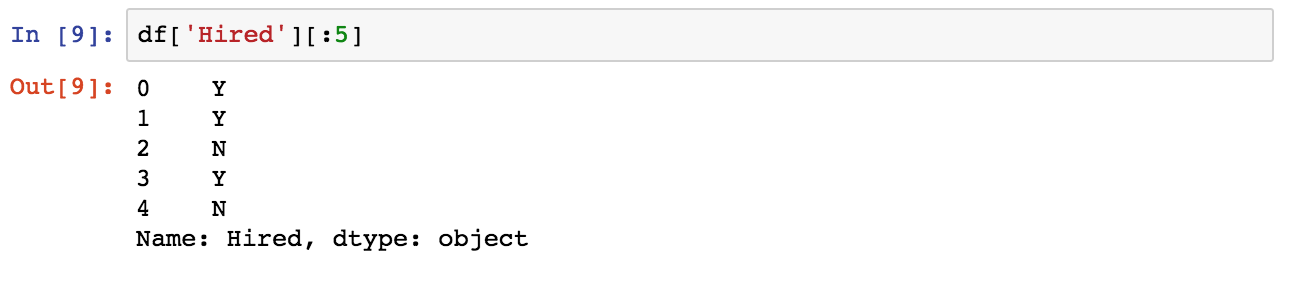 In [9]: df['Hired'][:5]
Out[9]: 0    Y
1    Y
2    N
3    Y
4    N
Name: Hired, dtype: object